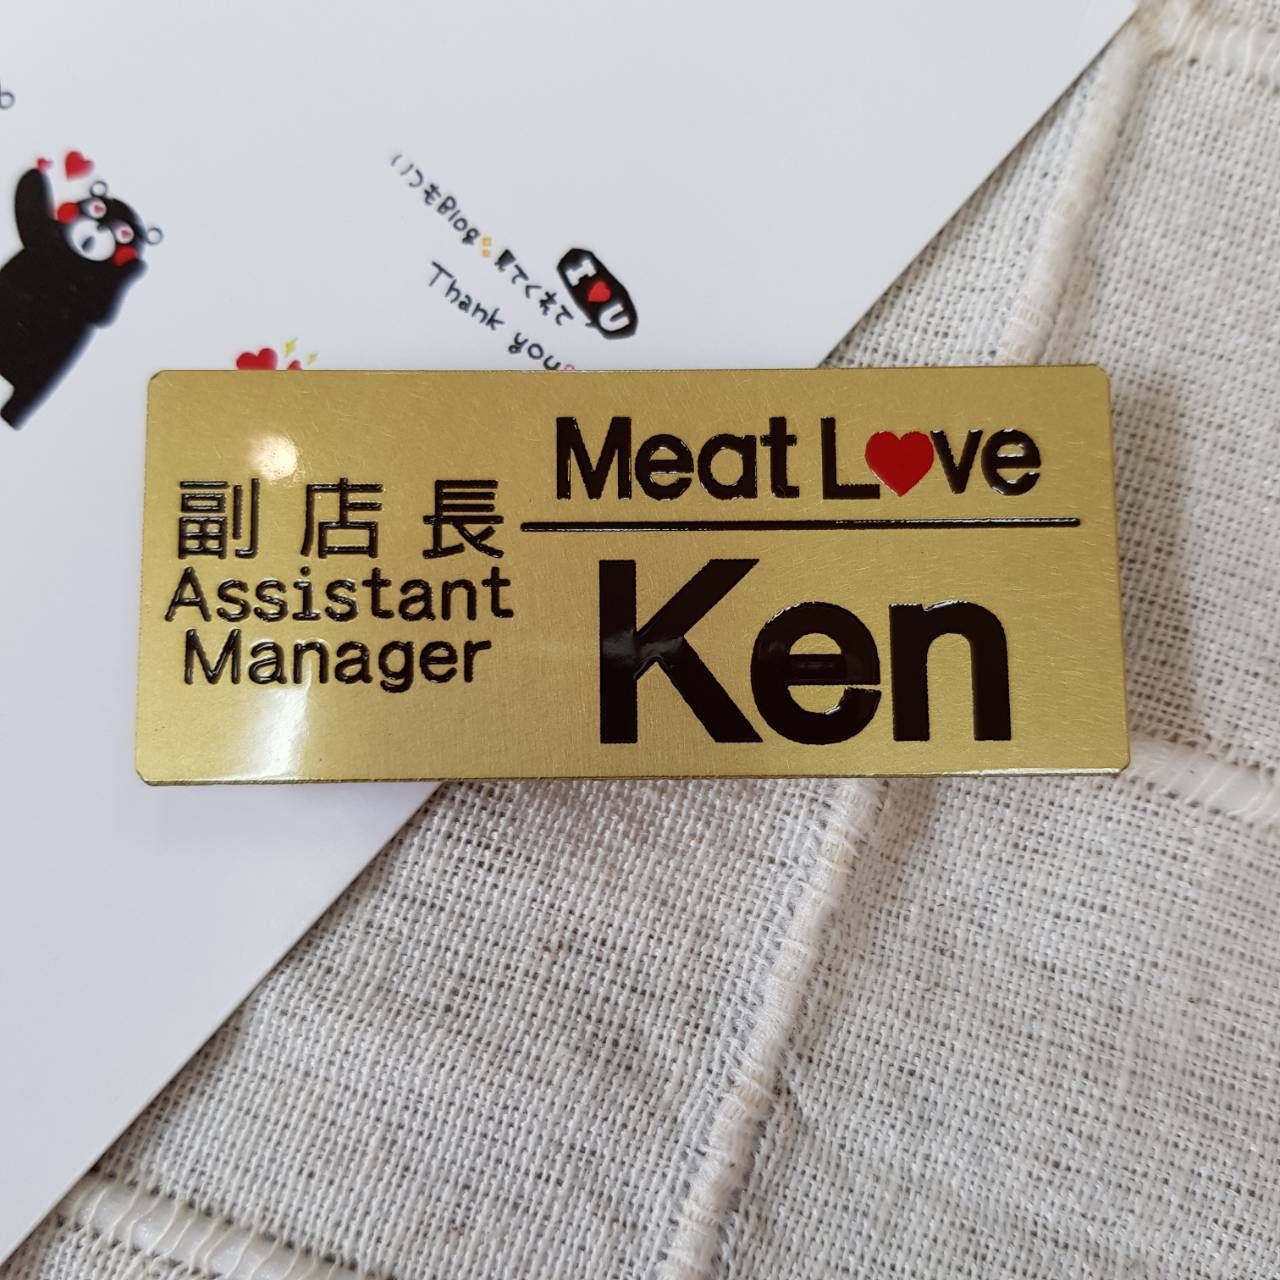 いつもBlog見てくれて
Thank you
I♥U
副店長
Assistant
Manager
Meat L♥ve
Ken